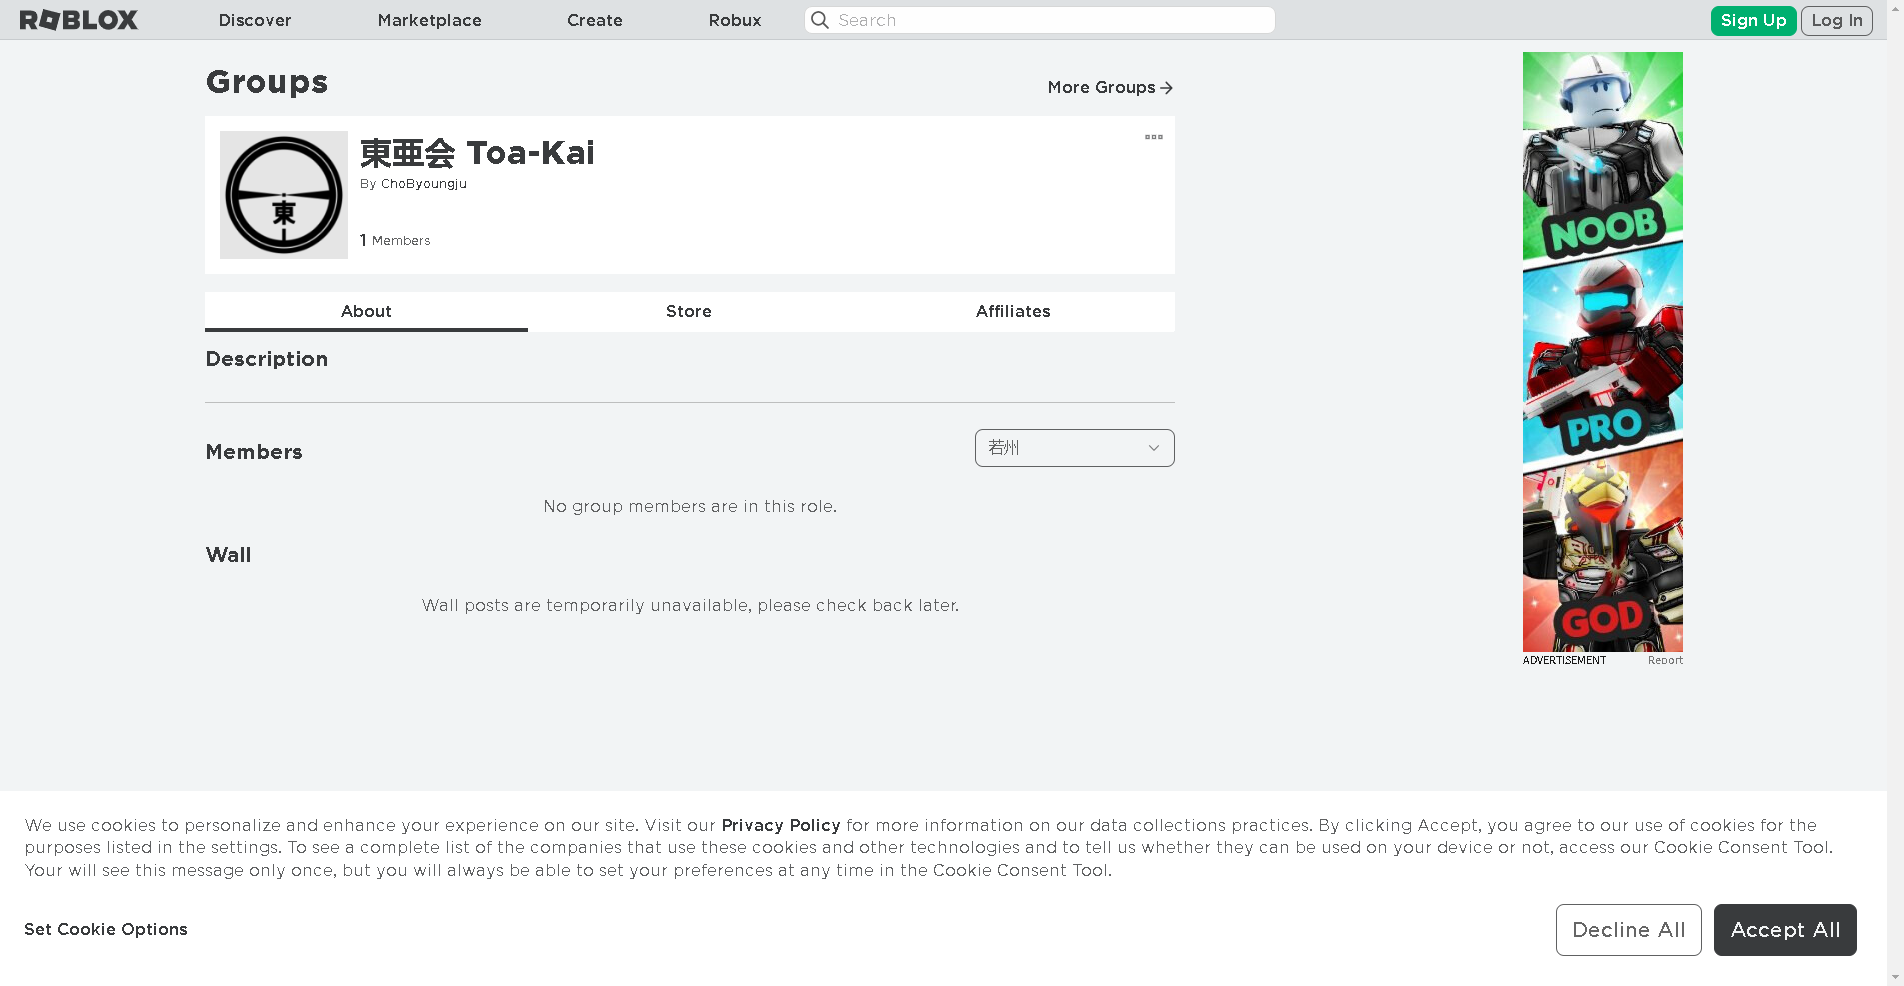 ROBLOX
Discover
Marketplace
Create
Robux
Search
Sign Up
Log In
Groups
More Groups
東亜会 Toa-Kai
By ChoByoungju
1 Members
東
About
Store
Affiliates
Description
Members
若州
No group members are in this role.
Wall
Wall posts are temporarily unavailable, please check back later.
NOOB
PRO
GOD
ADVERTISEMENT
Report
We use cookies to personalize and enhance your experience on our site. Visit our Privacy Policy for more information on our data collections practices. By clicking Accept, you agree to our use of cookies for the
purposes listed in the settings. To see a complete list of the companies that use these cookies and other technologies and to tell us whether they can be used on your device or not, access our Cookie Consent Tool.
Your will see this message only once, but you will always be able to set your preferences at any time in the Cookie Consent Tool.
Set Cookie Options
Decline All
Accept All